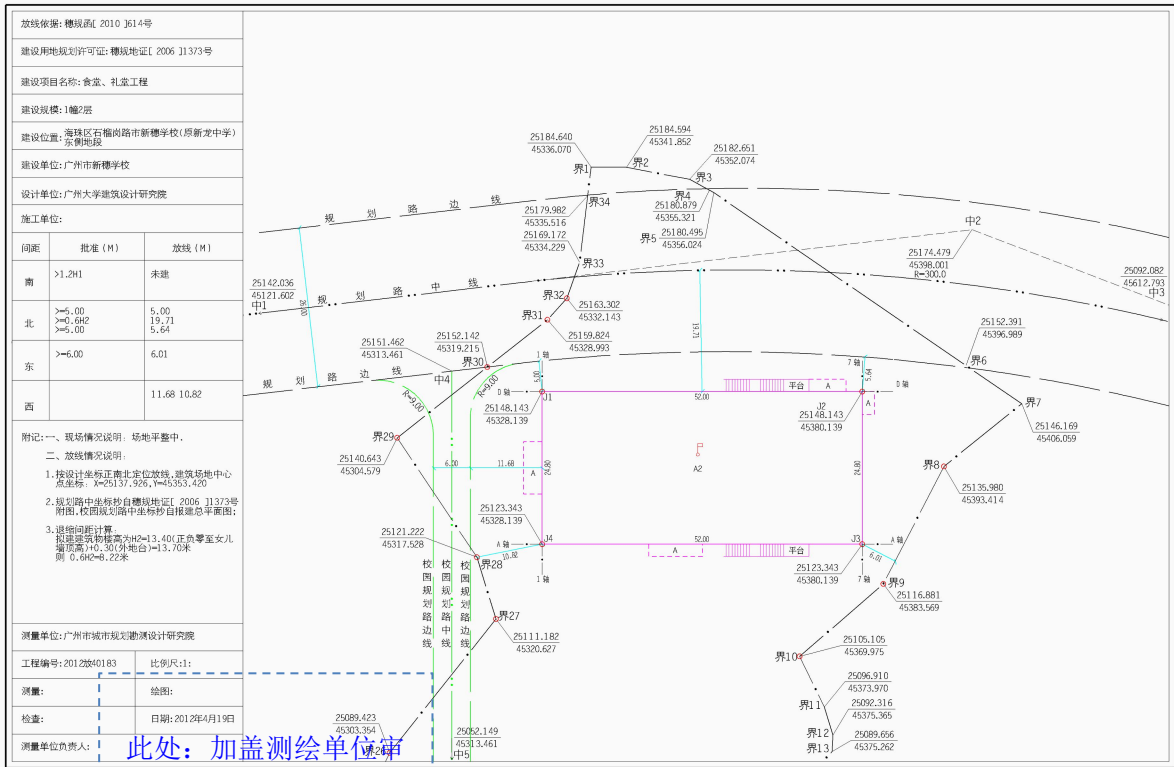 放线依据：穗规函[ 2010 ]614号
建设用地规划许可证：穗规地证[ 2006 ]1373号
建设项目名称：食堂、礼堂工程
建设规模：1幢2层
建设位置：海珠区石榴岗路市新穗学校(原新龙中学)
东侧地段
建设单位：广州市新穗学校
设计单位：广州大学建筑设计研究院
施工单位：
间距 批准 (M) 放线 (M)
南 >1.2H1 未建
北 >=5.00 5.00
>=0.6H2 19.71
>=5.00 5.64
东 >=6.00 6.01
西 11.68 10.82
附记：一、现场情况说明：场地平整中．
二、放线情况说明：
1.按设计坐标正南北定位放线,建筑场地中心
点坐标：X=25137.926,Y=45353.420
2.规划路中坐标抄自穗规地证[ 2006 ]1373号
附图,校园规划路中坐标抄自报建总平面图;
3.退缩间距计算：
拟建建筑物楼高为H2=13.40(正负零至女儿
墙顶高)+0.30(外地台)=13.70米
则 0.6H2=8.22米
测量单位：广州市城市规划勘测设计研究院
工程编号：2012放40183 比例尺：1：
测量： 绘图：
检查： 日期：2012年4月19日
测量单位负责人：
此处：加盖测绘单位审
25184.640
45336.070
界1
25184.594
45341.852
界2
25182.651
45352.074
界3
界4
25180.879
45355.321
界5
25180.495
45356.024
界34
25179.982
45335.516
25169.172
45334.229
界33
规划路边线
中2
25174.479
45398.001
R=300.0
25092.082
45612.793
中3
25142.036
45121.602
中1
规划路中线
26.00
19.71
界32
25163.302
45332.143
界31
25159.824
45328.993
25152.142
45319.215
界30
25151.462
45313.461
中4
规划路边线
R=9.00
R=9.00
25152.391
45396.989
界6
界7
25146.169
45406.059
1 轴
5.00
D 轴
J1
25148.143
45328.139
52.00
平台
A
7 轴
5.64
D 轴
J2
25148.143
45380.139
A
界29
25140.643
45304.579
6.00
11.68
A
24.80
A2
24.80
界8
25135.980
45393.414
25123.343
45328.139
J4
25121.222
45317.528
界28
10.82
A 轴
1 轴
52.00
A
平台
J3
A 轴
25123.343
45380.139
7 轴
6.01
界9
25116.881
45383.569
校园规划路边线
校园规划路中线
校园规划路边线
界27
25111.182
45320.627
25105.105
45369.975
界10
25096.910
45373.970
界11
25092.316
45375.365
界12
25089.656
45375.262
界13
25089.423
45303.354
界26
25052.149
45313.461
中5